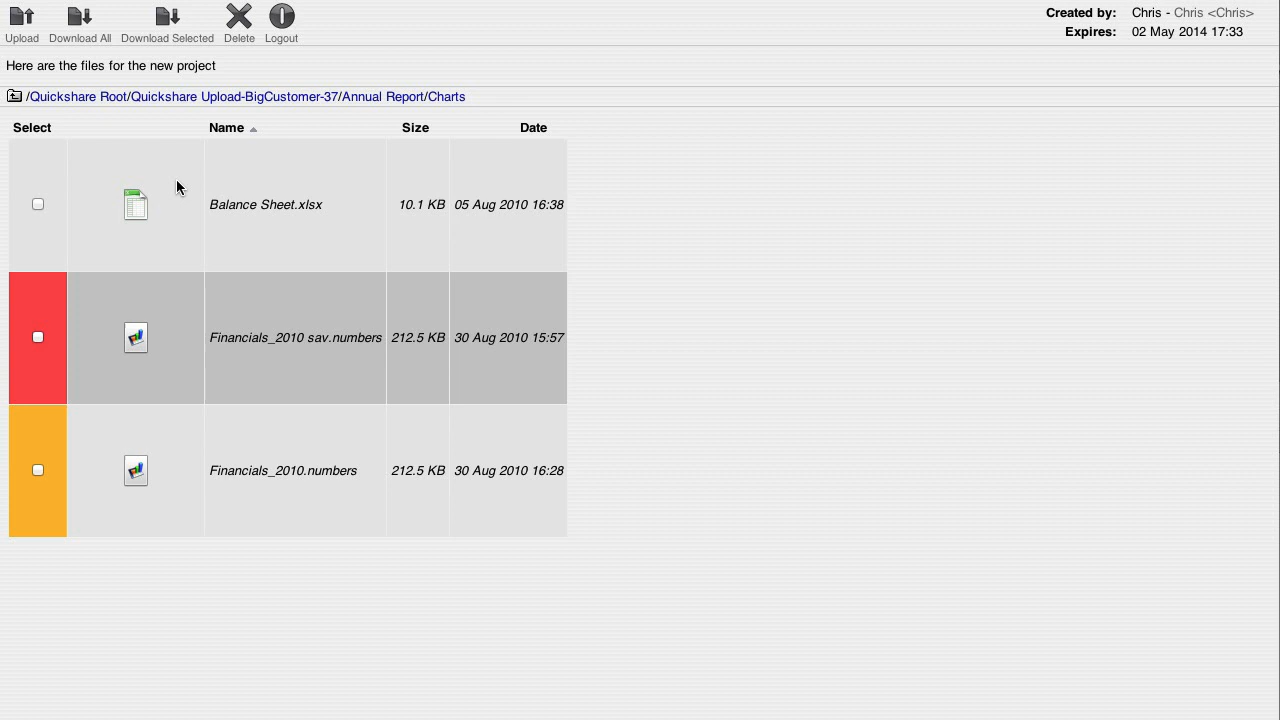 Upload Download All Download Selected Delete Logout
Created by: Chris - Chris <Chris>
Expires: 02 May 2014 17:33
Here are the files for the new project
/Quickshare Root/Quickshare Upload-BigCustomer-37/Annual Report/Charts
Select Name Size Date
Balance Sheet.xlsx 10.1 KB 05 Aug 2010 16:38
Financials_2010 sav.numbers 212.5 KB 30 Aug 2010 15:57
Financials_2010.numbers 212.5 KB 30 Aug 2010 16:28